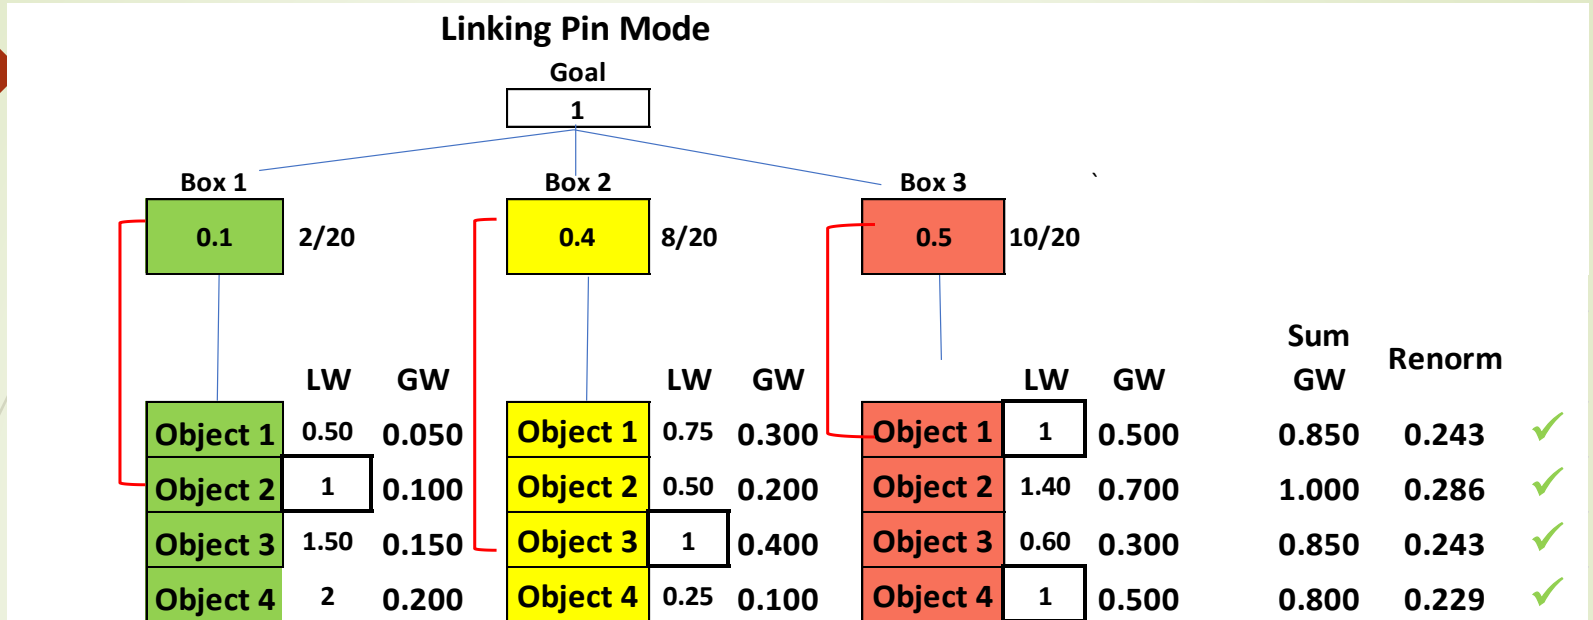 Linking Pin Mode
Goal
1
Box 1 Box 2 Box 3 `
0.1 2/20 0.4 8/20 0.5 10/20
Sum
Renorm
LW GW LW GW LW GW GW
Object 1 0.50 0.050 Object 1 0.75 0.300 Object 1 1 0.500 0.850 0.243 ✓
Object 2 1 0.100 Object 2 0.50 0.200 Object 2 1.40 0.700 1.000 0.286 ✓
Object 3 1.50 0.150 Object 3 1 0.400 Object 3 0.60 0.300 0.850 0.243 ✓
Object 4 2 0.200 Object 4 0.25 0.100 Object 4 1 0.500 0.800 0.229 ✓